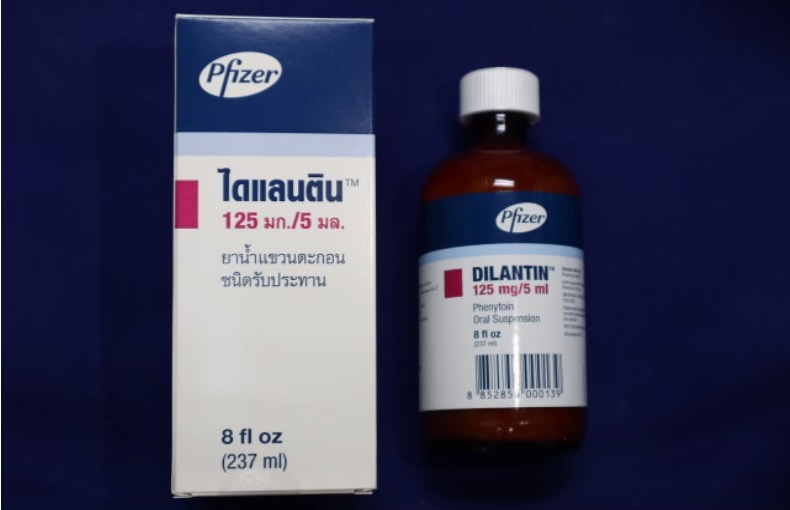 Pfizer
ไดแลนติน™
125 มก./5 มล.
ยาน้ำแขวนตะกอน
ชนิดรับประทาน
8 fl oz
(237 ml)
Pfizer
DILANTIN™
125 mg/5 ml
Phenytoin
Oral Suspension
8 fl oz
(237 ml)